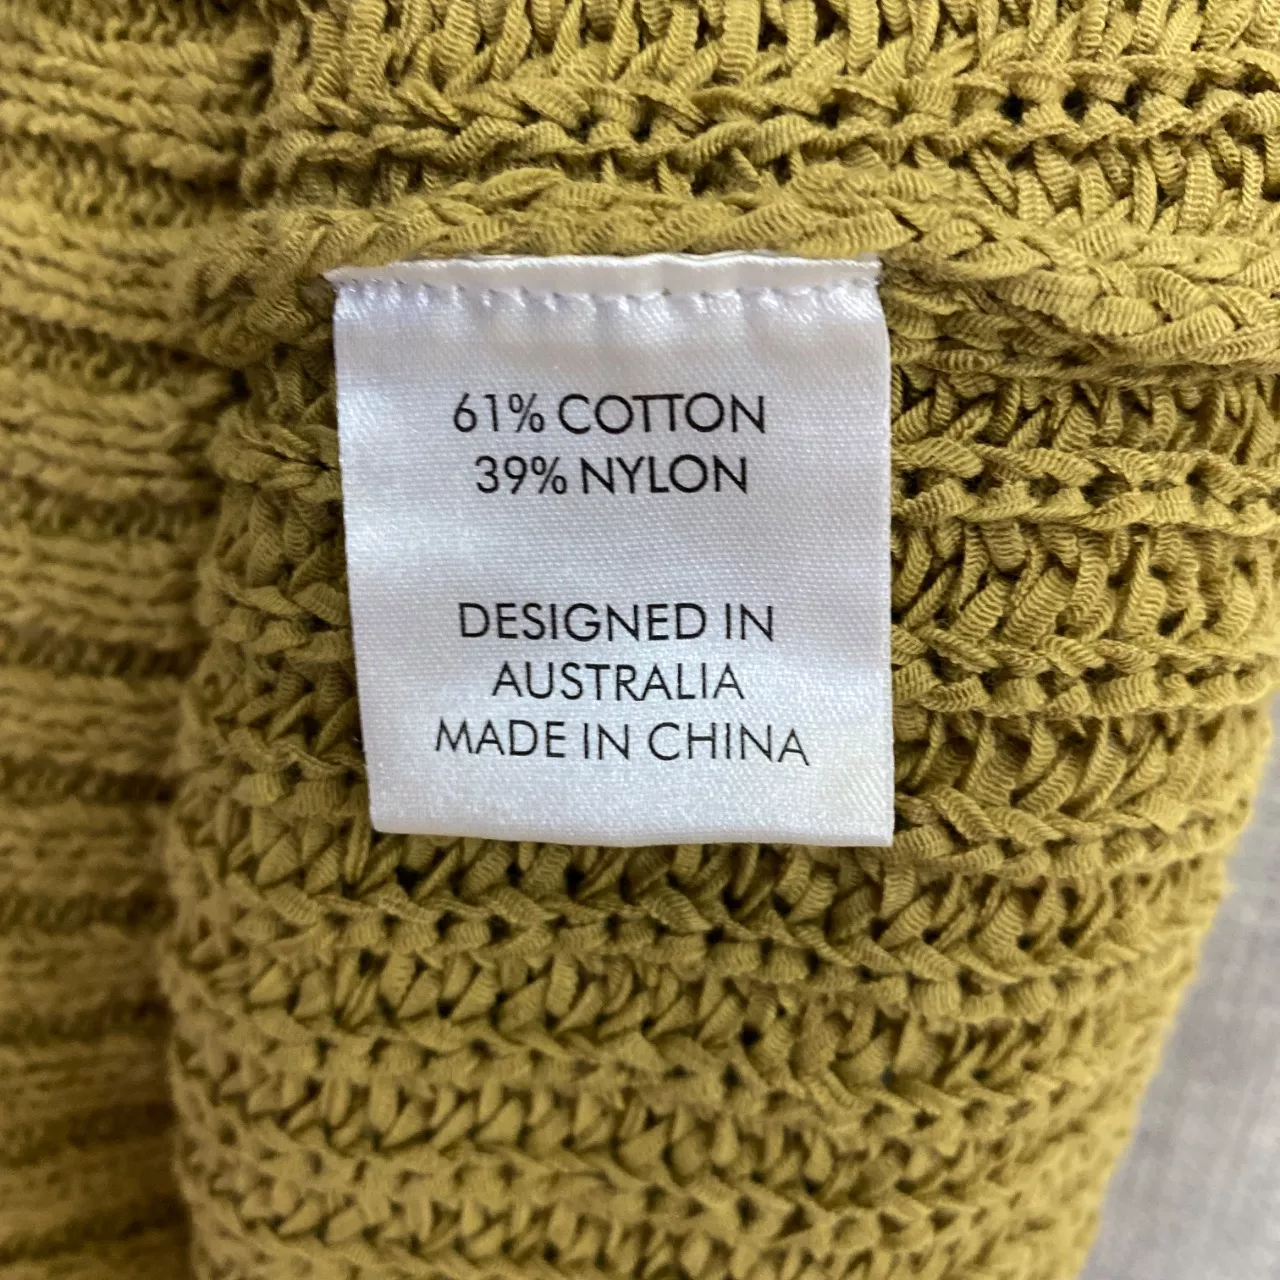 61% COTTON
39% NYLON
DESIGNED IN
AUSTRALIA
MADE IN CHINA